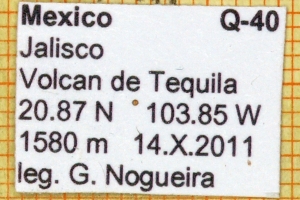 Mexico Q-40
Jalisco
Volcan de Tequila
20.87 N 103.85 W
1580 m 14.X.2011
leg. G. Nogueira